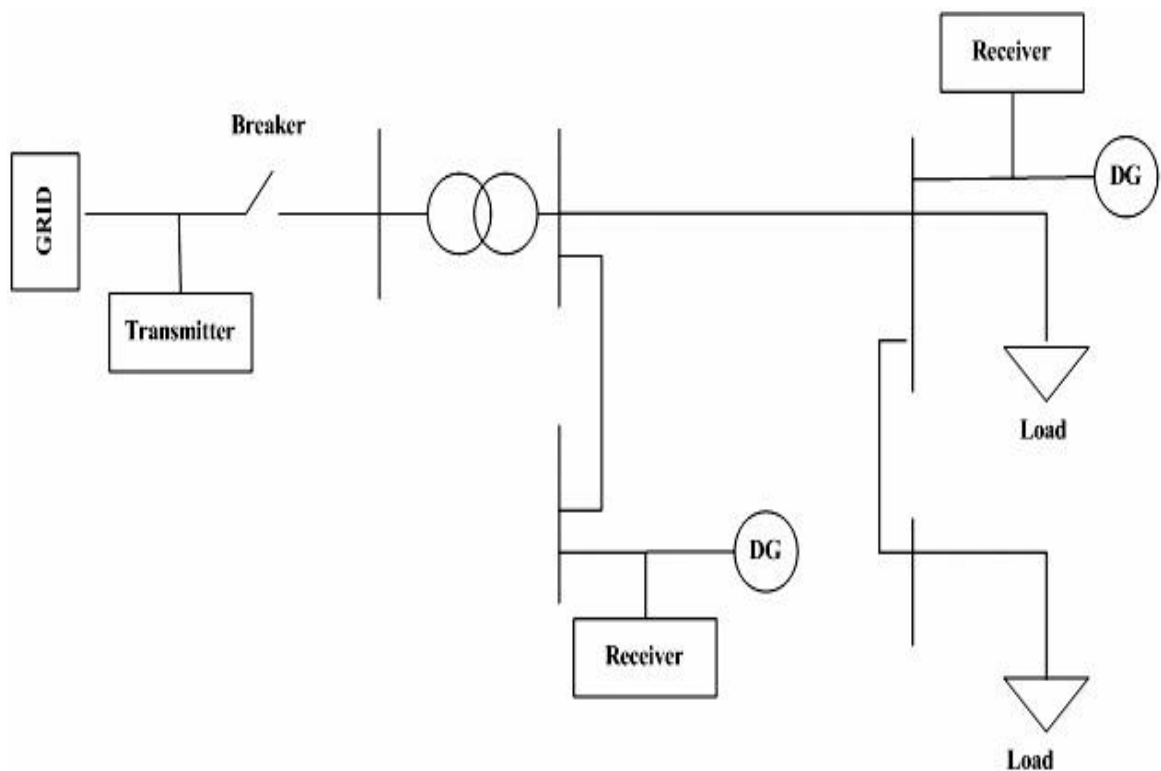 Receiver
Breaker
DG
GRID
Transmitter
Load
DG
Receiver
Load